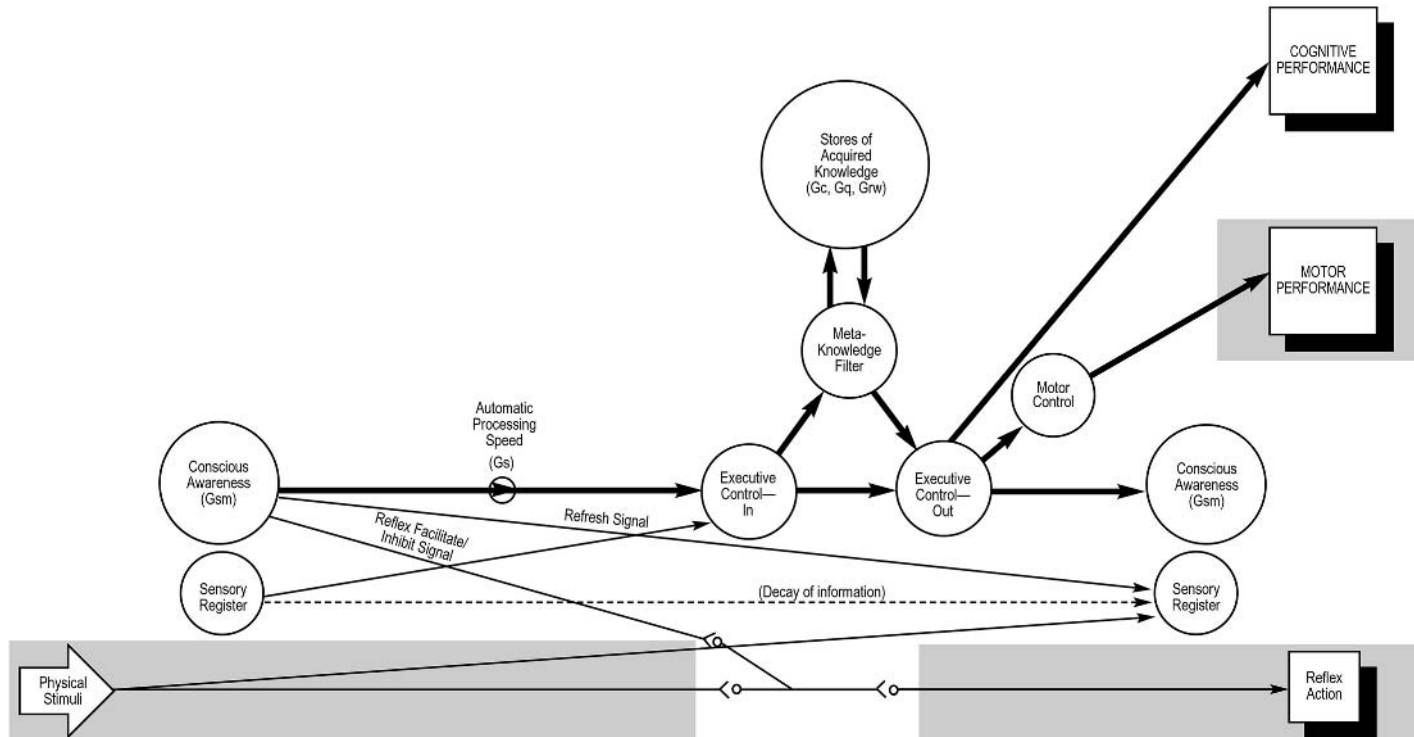 COGNITIVE
PERFORMANCE
Stores of
Acquired
Knowledge
(Gc, Gq, Grw)
MOTOR
PERFORMANCE
Meta-
Knowledge
Filter
Motor
Control
Automatic
Processing
Speed
(Gs)
Conscious
Awareness
(Gsm)
Executive
Control—
In
Executive
Control—
Out
Conscious
Awareness
(Gsm)
Refresh Signal
Reflex Facilitate/
Inhibit Signal
Sensory
Register
(Decay of information)
Sensory
Register
Physical
Stimuli
Reflex
Action